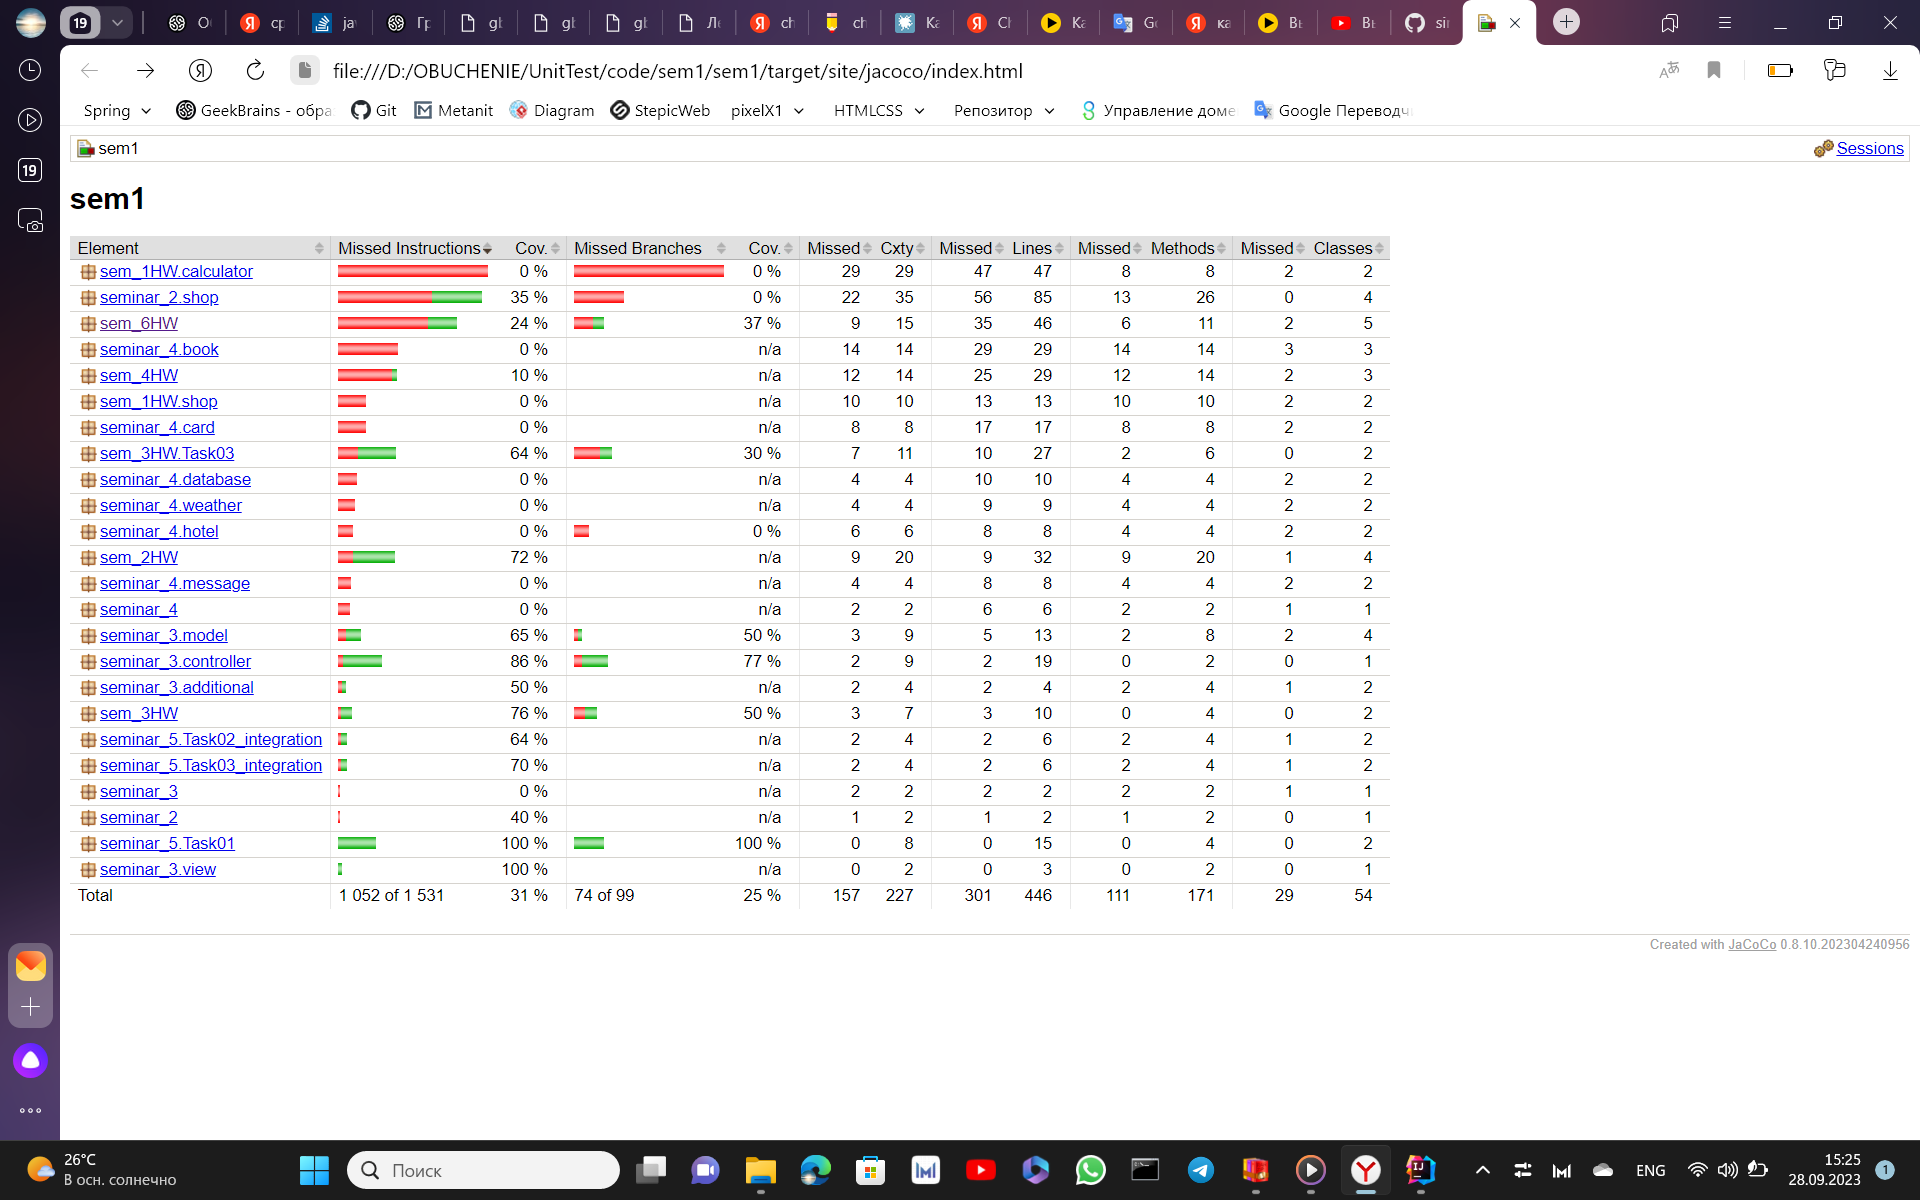 19 О ср ja Гр gb gb gb Ле ch ch Ка Ch Ка Go ка Вы Вы sin
file:///D:/OBUCHENIE/UnitTest/code/sem1/sem1/target/site/jacoco/index.html
Spring GeekBrains - обра Git Metanit Diagram StepicWeb pixelX1 HTMLCSS Репозитор Управление доме Google Переводч
19
sem1 Sessions
sem1
Element Missed Instructions Cov. Missed Branches Cov. Missed Cxty Missed Lines Missed Methods Missed Classes
sem_1HW.calculator 0 % 0 % 29 29 47 47 8 8 2 2
seminar_2.shop 35 % 0 % 22 35 56 85 13 26 0 4
sem_6HW 24 % 37 % 9 15 35 46 6 11 2 5
seminar_4.book 0 % n/a 14 14 29 29 14 14 3 3
sem_4HW 10 % n/a 12 14 25 29 12 14 2 3
sem_1HW.shop 0 % n/a 10 10 13 13 10 10 2 2
seminar_4.card 0 % n/a 8 8 17 17 8 8 2 2
sem_3HW.Task03 64 % 30 % 7 11 10 27 2 6 0 2
seminar_4.database 0 % n/a 4 4 10 10 4 4 2 2
seminar_4.weather 0 % n/a 4 4 9 9 4 4 2 2
seminar_4.hotel 0 % 0 % 6 6 8 8 4 4 2 2
sem_2HW 72 % n/a 9 20 9 32 9 20 1 4
seminar_4.message 0 % n/a 4 4 8 8 4 4 2 2
seminar_4 0 % n/a 2 2 6 6 2 2 1 1
seminar_3.model 65 % 50 % 3 9 5 13 2 8 2 4
seminar_3.controller 86 % 77 % 2 9 2 19 0 2 0 1
seminar_3.additional 50 % n/a 2 4 2 4 2 4 1 2
sem_3HW 76 % 50 % 3 7 3 10 0 4 0 2
seminar_5.Task02_integration 64 % n/a 2 4 2 6 2 4 1 2
seminar_5.Task03_integration 70 % n/a 2 4 2 6 2 4 1 2
seminar_3 0 % n/a 2 2 2 2 2 2 1 1
seminar_2 40 % n/a 1 2 1 2 1 2 0 1
seminar_5.Task01 100 % 100 % 0 8 0 15 0 4 0 2
seminar_3.view 100 % n/a 0 2 0 3 0 2 0 1
Total 1 052 of 1 531 31 % 74 of 99 25 % 157 227 301 446 111 171 29 54
Created with JaCoCo 0.8.10.202304240956
26°C
В осн. солнечно
Поиск
ENG
15:25
28.09.2023
1